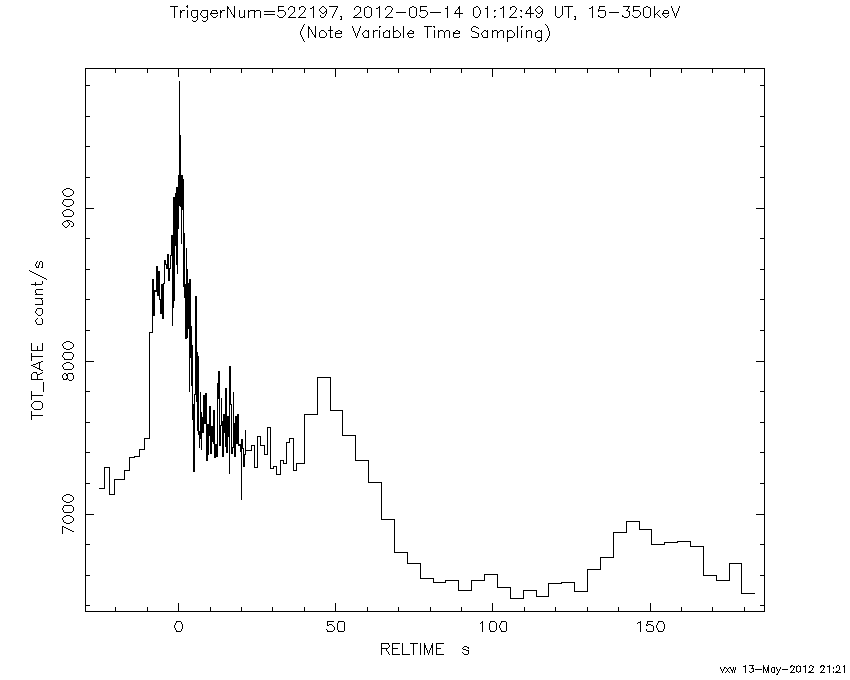 TriggerNum=522197, 2012-05-14 01:12:49 UT, 15-350keV
(Note Variable Time Sampling)
TOT_RATE count/s
9000
8000
7000
0 50 100 150
RELTIME s
vxw 13-May-2012 21:21